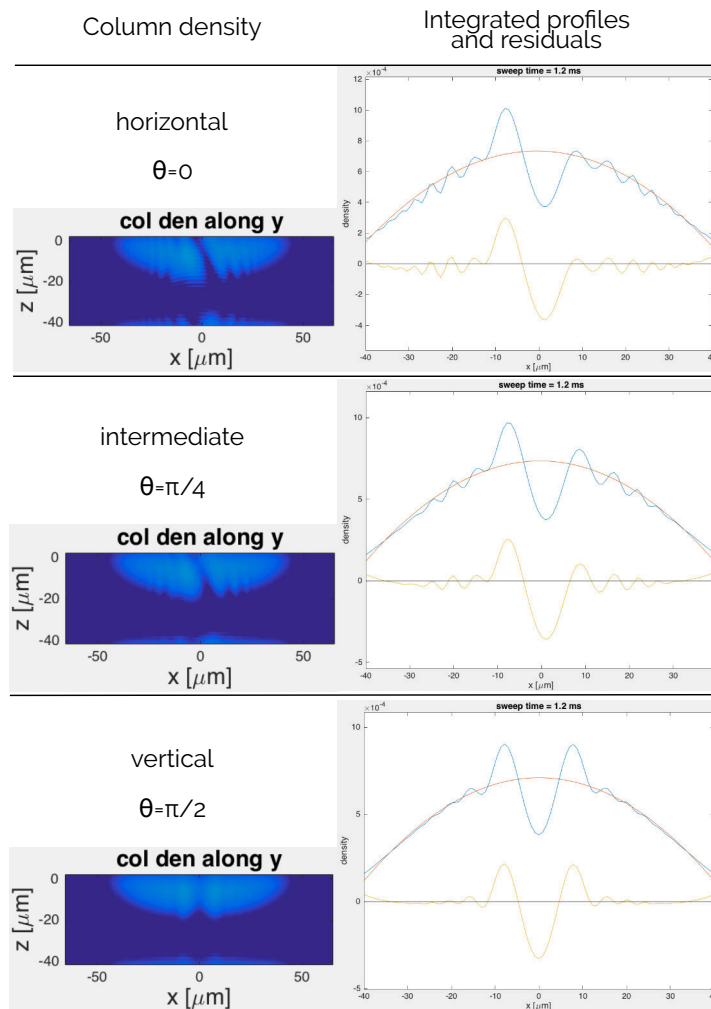 Column density
Integrated profiles
and residuals
horizontal
θ=0
col den along y
z [μm]
0
-20
-40
-50
0
50
x [μm]
sweep time = 1.2 ms
×10⁻⁴
12
10
8
6
4
2
0
-2
-4
density
-40
-30
-20
-10
0
10
20
30
40
x [μm]
intermediate
θ=π/4
col den along y
z [μm]
0
-20
-40
-50
0
50
x [μm]
sweep time = 1.2 ms
×10⁻⁴
10
5
0
-5
density
-40
-30
-20
-10
0
10
20
30
x [μm]
vertical
θ=π/2
col den along y
z [μm]
0
-20
-40
-50
0
50
x [μm]
sweep time = 1.2 ms
×10⁻⁴
10
5
0
-5
density
-40
-30
-20
-10
0
10
20
30
40
x [μm]